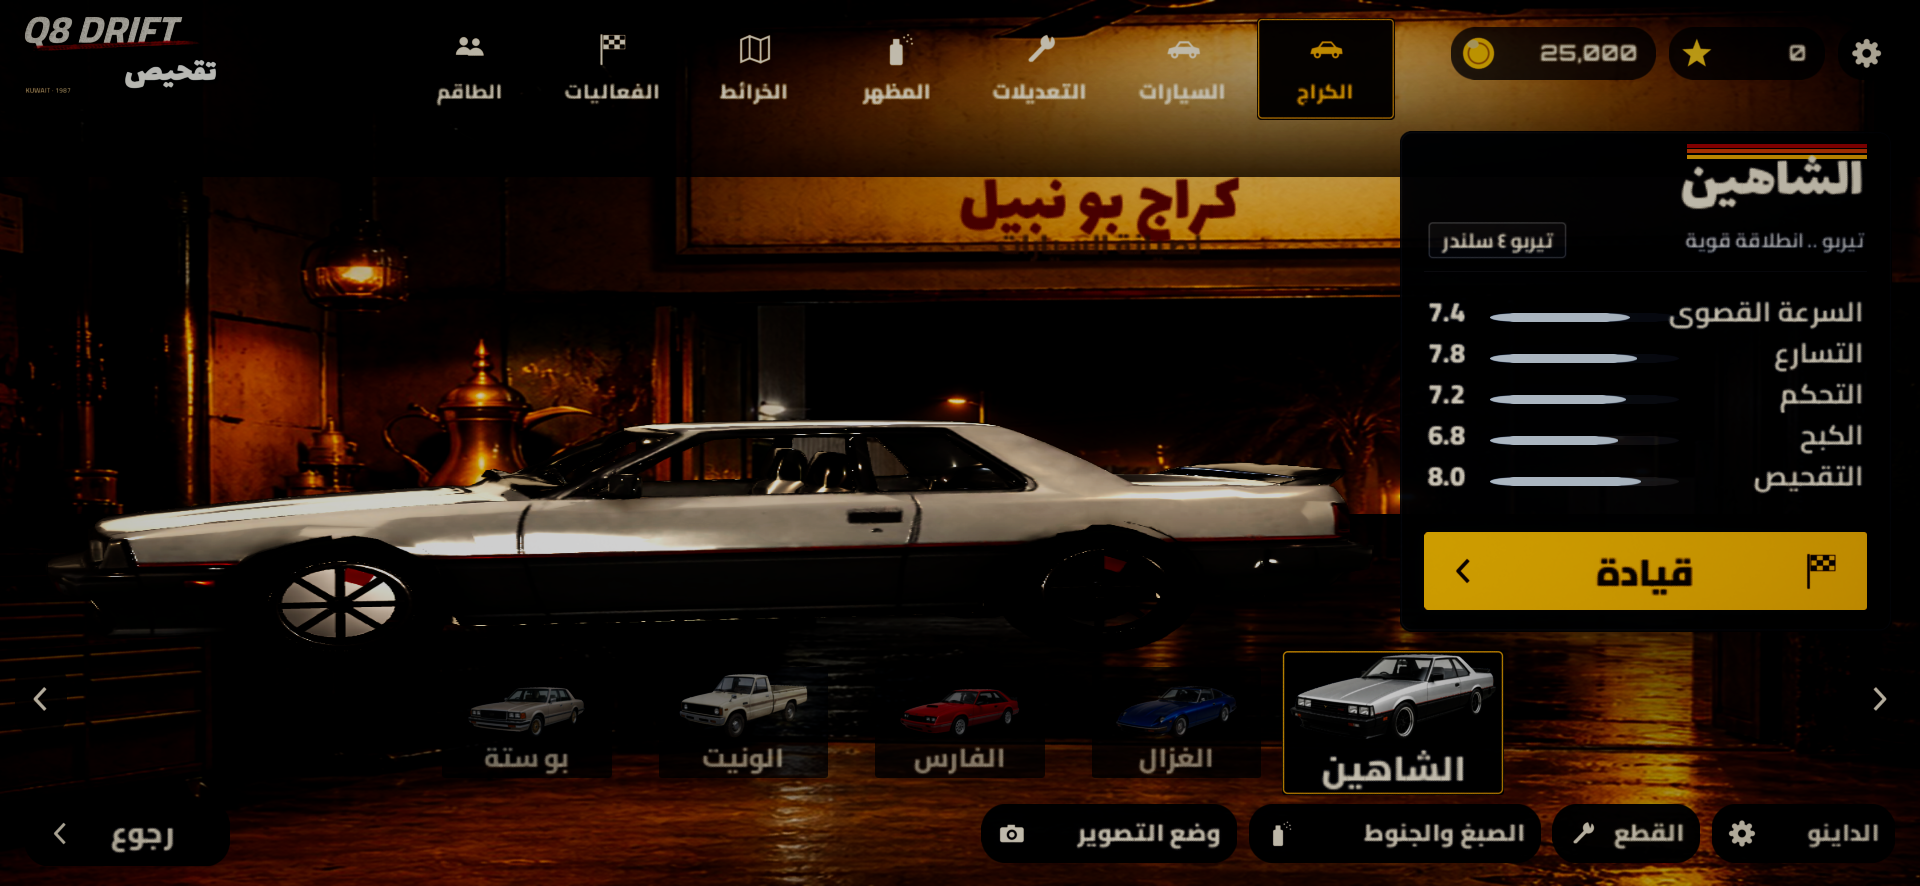 Q8 DRIFT
تقحيص
KUWAIT · 1987
الكراج
السيارات
التعديلات
المظهر
الخرائط
الفعاليات
الطاقم
25,000
0
كراج بو نبيل
الشاهين
تيربو .. انطلاقة قوية
تيربو ٤ سلندر
السرعة القصوى 7.4
التسارع 7.8
التحكم 7.2
الكبح 6.8
التقحيص 8.0
قيادة
الشاهين
الغزال
الفارس
الونيت
بو ستة
الداينو
القطع
الصبغ والجنوط
وضع التصوير
رجوع